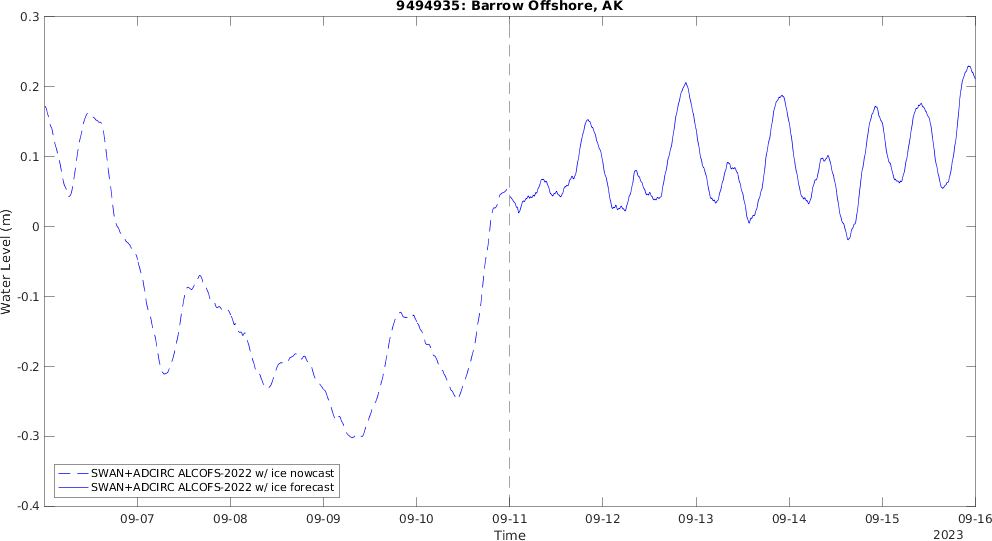 9494935: Barrow Offshore, AK
0.3
0.2
0.1
0
-0.1
-0.2
-0.3
-0.4
Water Level (m)
SWAN+ADCIRC ALCOFS-2022 w/ ice nowcast
SWAN+ADCIRC ALCOFS-2022 w/ ice forecast
09-07 09-08 09-09 09-10 09-11 09-12 09-13 09-14 09-15 09-16
Time
2023